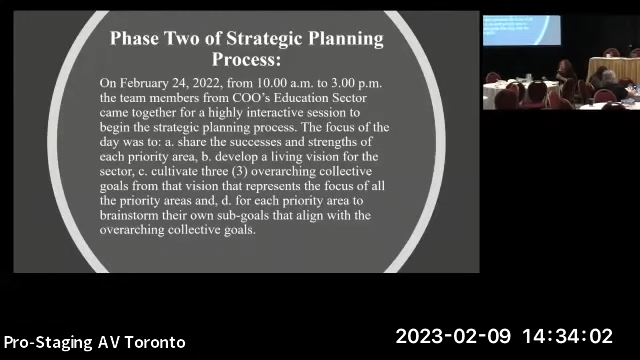 Phase Two of Strategic Planning
Process:
On February 24, 2022, from 10.00 a.m. to 3.00 p.m.
the team members from COO's Education Sector
came together for a highly interactive session to
begin the strategic planning process. The focus of the
day was to: a. share the successes and strengths of
each priority area, b. develop a living vision for the
sector, c. cultivate three (3) overarching collective
goals from that vision that represents the focus of all
the priority areas and, d. for each priority area to
brainstorm their own sub-goals that align with the
overarching collective goals.
Pro-Staging AV Toronto
2023-02-09 14:34:02